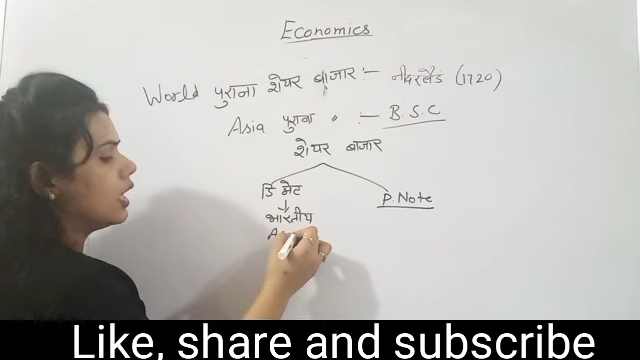 Economics
World पुराना शेयर बाजार :- नीदरलैंड (1720)
Asia पुराना " :- B.S.C
शेयर बाजार
डिमेट P.Note
भारतीय
Like, share and subscribe